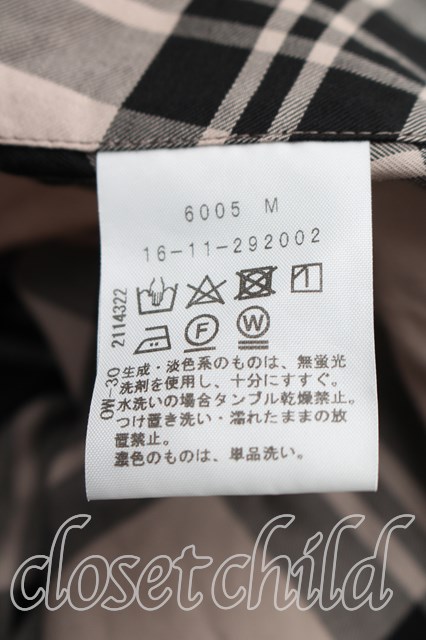 6005 M
16-11-292002
F W
OW-30 2114322
生成・淡色系のものは、無蛍光
洗剤を使用し、十分にすすぐ。
水洗いの場合タンブル乾燥禁止。
つけ置き洗い・濡れたままの放
置禁止。
濃色のものは、単品洗い。
closet child